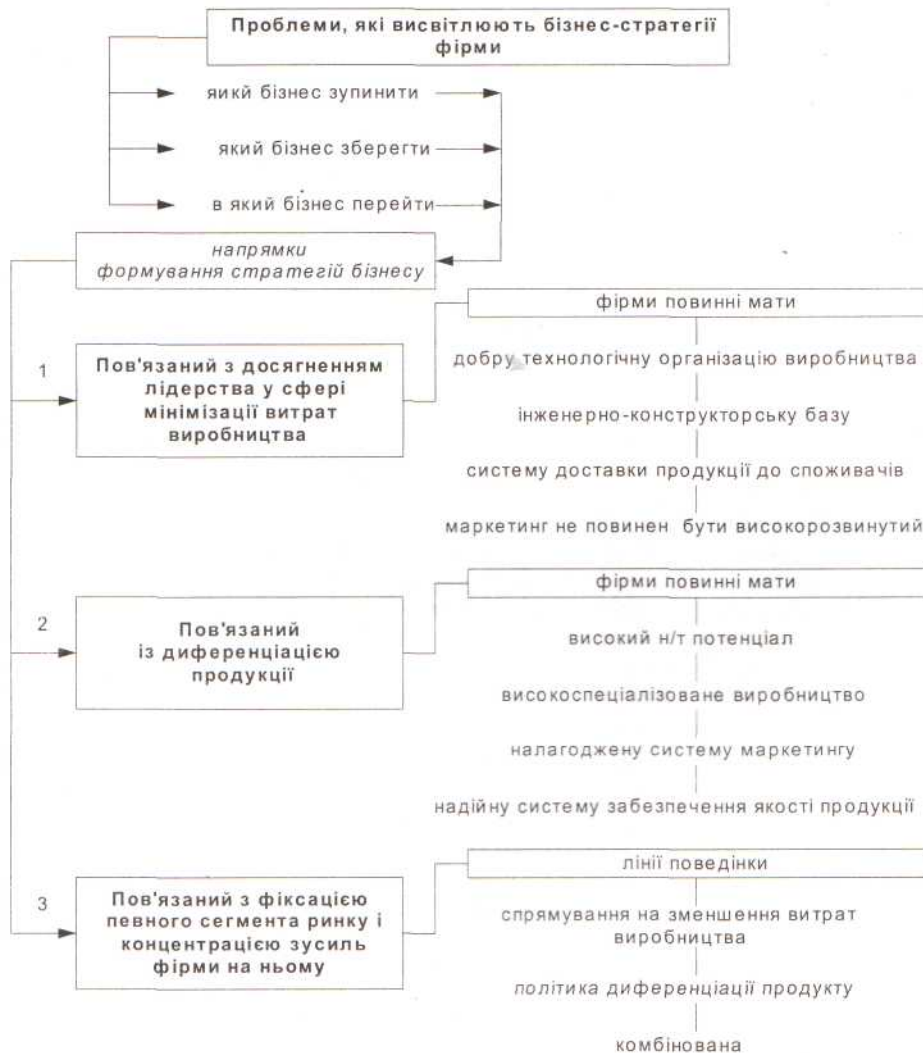 Проблеми, які висвітлюють бізнес-стратегії
фірми
яикй бізнес зупинити
який бізнес зберегти
в який бізнес перейти
напрямки
формування стратегій бізнесу
1
Пов'язаний з досягненням
лідерства у сфері
мінімізації витрат
виробництва
фірми повинні мати
добру технологічну організацію виробництва
інженерно-конструкторську базу
систему доставки продукції до споживачів
маркетинг не повинен бути високорозвинутий
2
Пов'язаний
із диференціацією
продукції
фірми повинні мати
високий н/т потенціал
високоспеціалізоване виробництво
налагоджену систему маркетингу
надійну систему забезпечення якості продукції
3
Пов'язаний з фіксацією
певного сегмента ринку і
концентрацією зусиль
фірми на ньому
лінії поведінки
спрямування на зменшення витрат
виробництва
політика диференціації продукту
комбінована